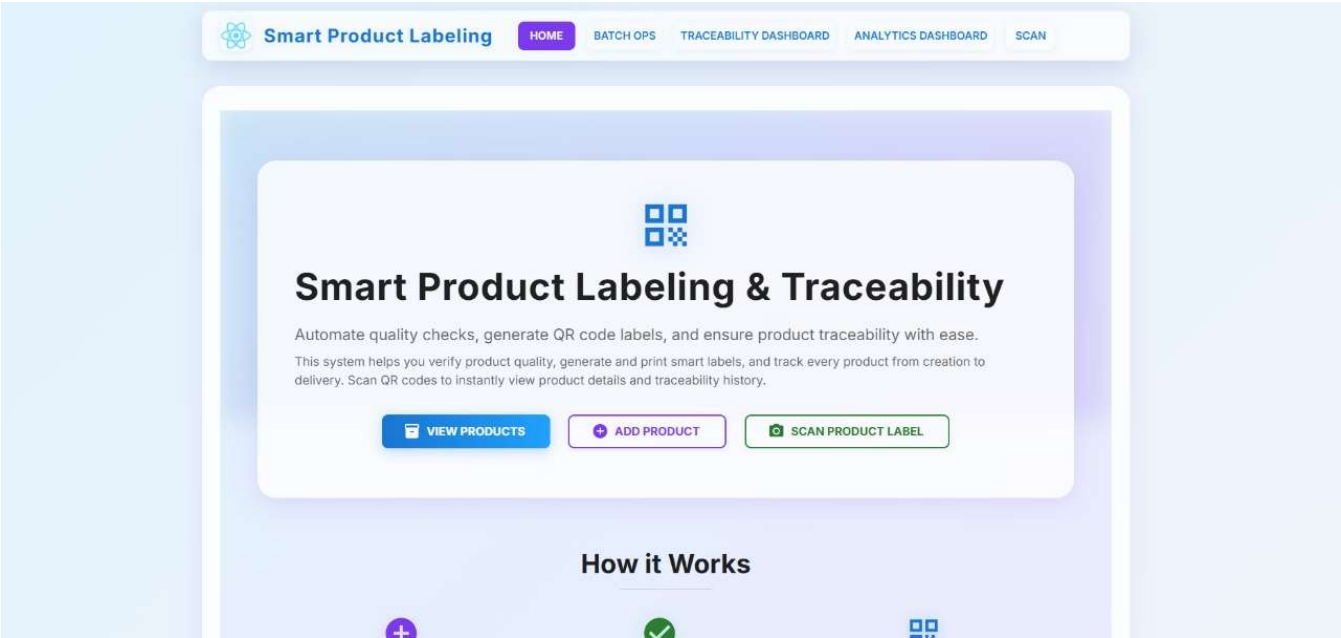 Smart Product Labeling
HOME
BATCH OPS
TRACEABILITY DASHBOARD
ANALYTICS DASHBOARD
SCAN
Smart Product Labeling & Traceability
Automate quality checks, generate QR code labels, and ensure product traceability with ease.
This system helps you verify product quality, generate and print smart labels, and track every product from creation to
delivery. Scan QR codes to instantly view product details and traceability history.
VIEW PRODUCTS
ADD PRODUCT
SCAN PRODUCT LABEL
How it Works